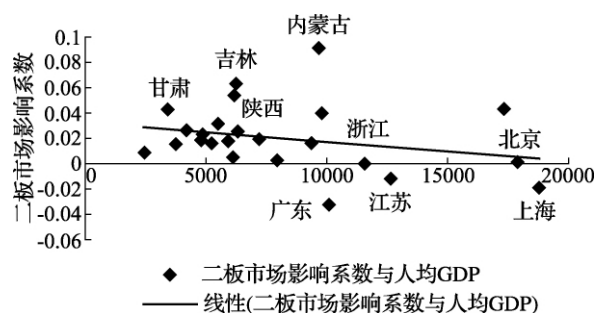 二板市场影响系数
0.1
0.08
0.06
0.04
0.02
0
-0.02
-0.04
-0.06
0
5000
10000
15000
20000
内蒙古
吉林
甘肃
陕西
浙江
北京
广东
江苏
上海
二板市场影响系数与人均GDP
线性(二板市场影响系数与人均GDP)